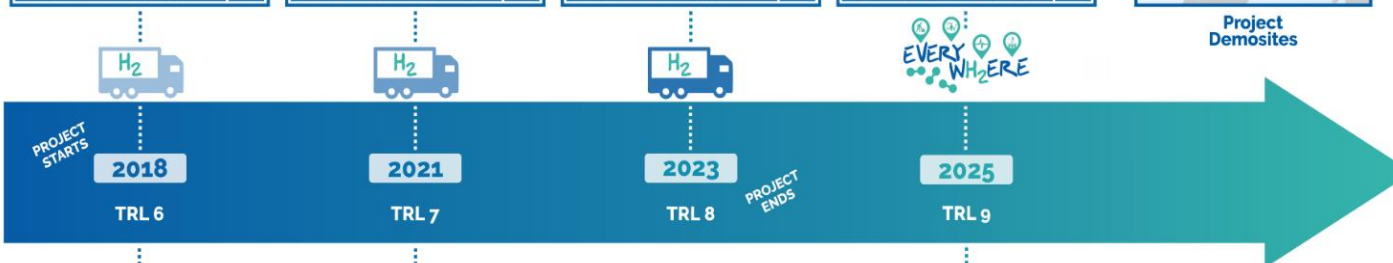 Project
Demosites
H2
H2
H2
EVERY
WH2ERE
PROJECT
STARTS
2018
2021
2023
2025
PROJECT
ENDS
TRL 6
TRL 7
TRL 8
TRL 9